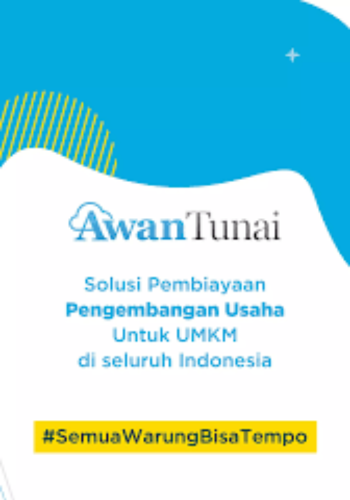 AwanTunai
Solusi Pembiayaan
Pengembangan Usaha
Untuk UMKM
di seluruh Indonesia
#SemuaWarungBisaTempo